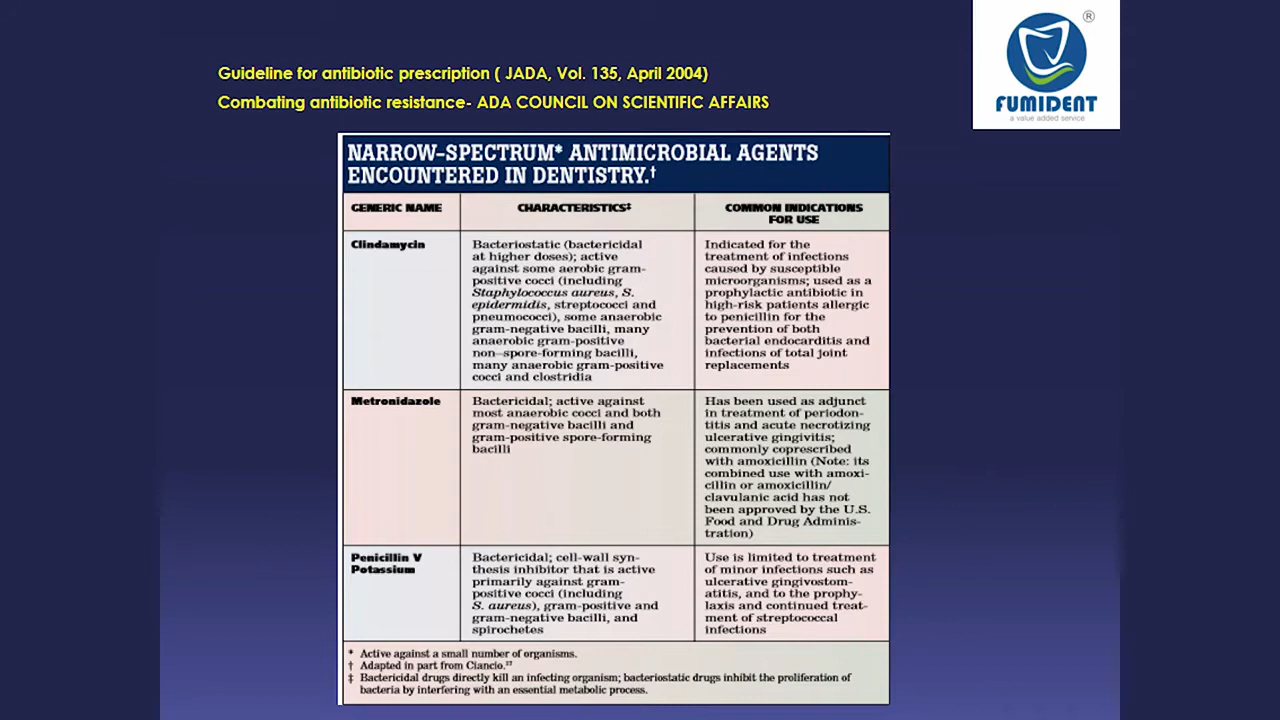 Guideline for antibiotic prescription ( JADA, Vol. 135, April 2004)
Combating antibiotic resistance- ADA COUNCIL ON SCIENTIFIC AFFAIRS
®
FUMIDENT
a value added service
NARROW-SPECTRUM* ANTIMICROBIAL AGENTS
ENCOUNTERED IN DENTISTRY.†
GENERIC NAME
CHARACTERISTICS‡
COMMON INDICATIONS
FOR USE
Clindamycin
Bacteriostatic (bactericidal
at higher doses); active
against some aerobic gram-
positive cocci (including
Staphylococcus aureus, S.
epidermidis, streptococci and
pneumococci), some anaerobic
gram-negative bacilli, many
anaerobic gram-positive
non–spore-forming bacilli,
many anaerobic gram-positive
cocci and clostridia
Indicated for the
treatment of infections
caused by susceptible
microorganisms; used as a
prophylactic antibiotic in
high-risk patients allergic
to penicillin for the
prevention of both
bacterial endocarditis and
infections of total joint
replacements
Metronidazole
Bactericidal; active against
most anaerobic cocci and both
gram-negative bacilli and
gram-positive spore-forming
bacilli
Has been used as adjunct
in treatment of periodon-
titis and acute necrotizing
ulcerative gingivitis;
commonly coprescribed
with amoxicillin (Note: its
combined use with amoxi-
cillin or amoxicillin/
clavulanic acid has not
been approved by the U.S.
Food and Drug Adminis-
tration)
Penicillin V
Potassium
Bactericidal; cell-wall syn-
thesis inhibitor that is active
primarily against gram-
positive cocci (including
S. aureus), gram-positive and
gram-negative bacilli, and
spirochetes
Use is limited to treatment
of minor infections such as
ulcerative gingivostom-
atitis, and to the prophy-
laxis and continued treat-
ment of streptococcal
infections
* Active against a small number of organisms.
† Adapted in part from Ciancio.¹⁷
‡ Bactericidal drugs directly kill an infecting organism; bacteriostatic drugs inhibit the proliferation of
bacteria by interfering with an essential metabolic process.